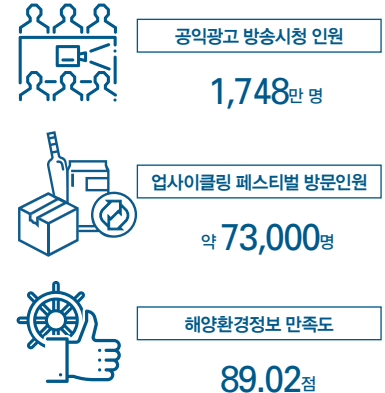 공익광고 방송시청 인원
1,748만 명
업사이클링 페스티벌 방문인원
약 73,000명
해양환경정보 만족도
89.02점